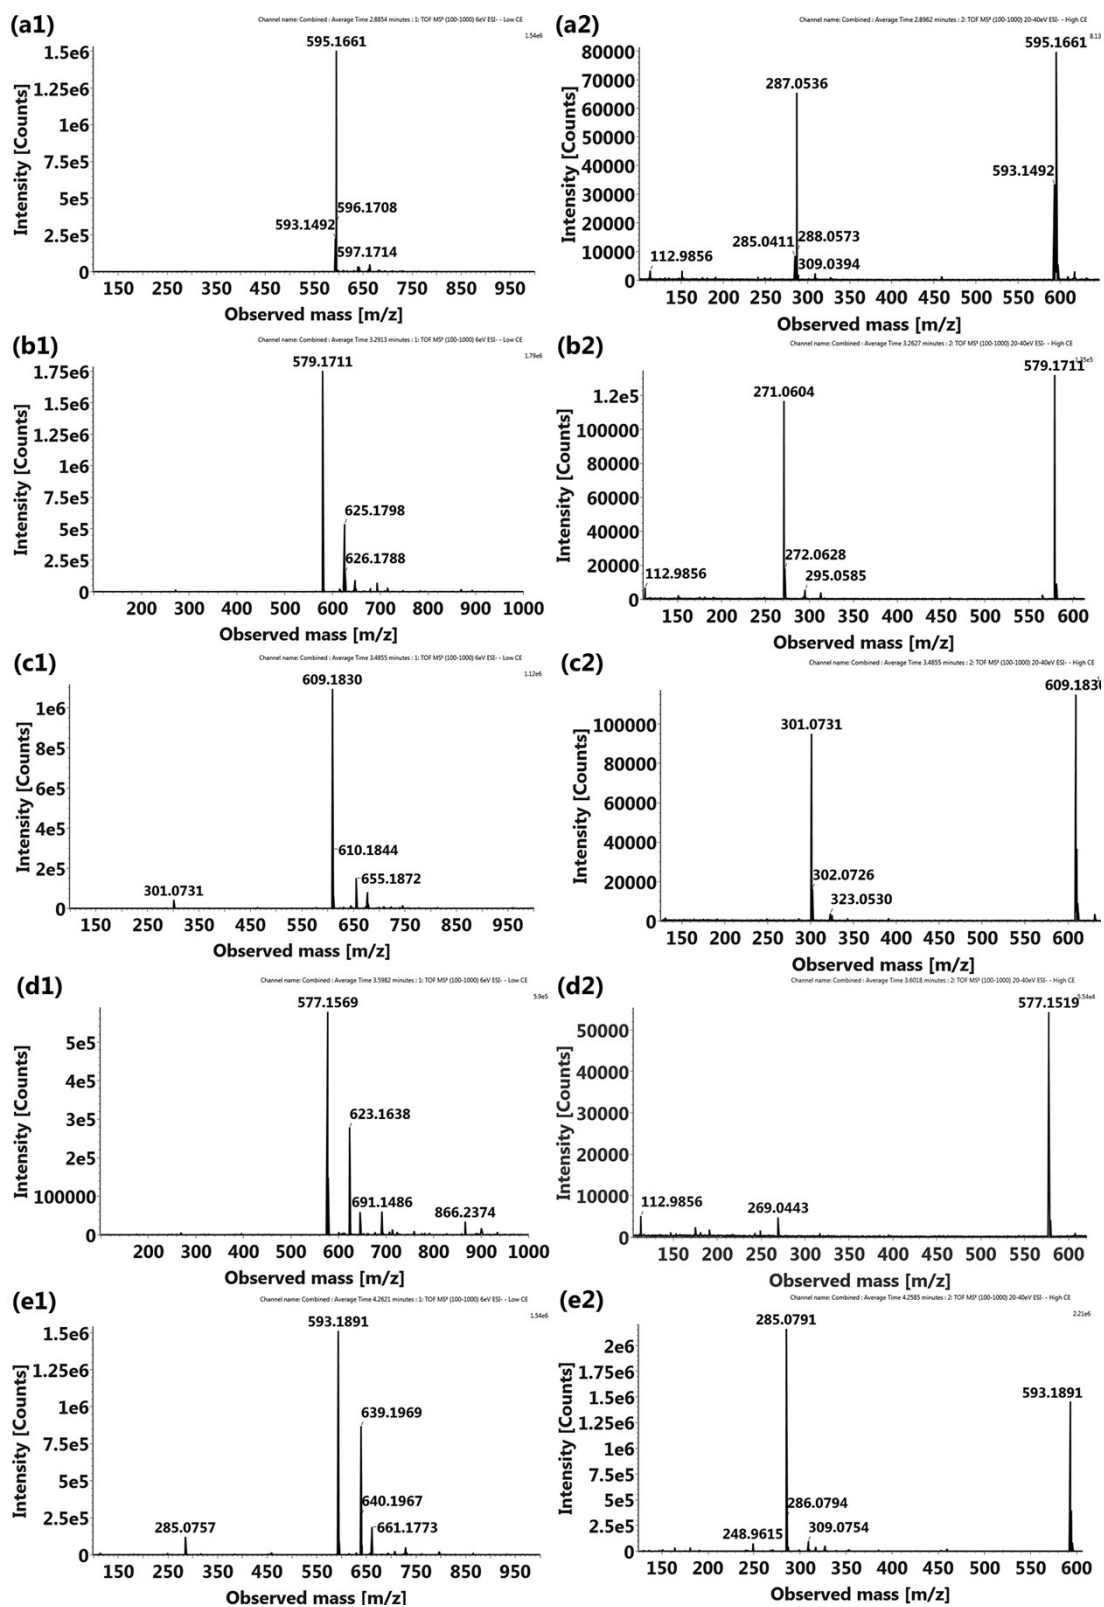 (a1)
Channel name: Combined : Average Time 2.8854 minutes : 1: TOF MSᴱ (100-1000) 6eV ESI- - Low CE
1.54e6
595.1661
1.5e6
1.25e6
1e6
7.5e5
5e5
2.5e5
0
596.1708
593.1492
597.1714
150 250 350 450 550 650 750 850 950
Observed mass [m/z]
Intensity [Counts]
(a2)
Channel name: Combined : Average Time 2.8962 minutes : 2: TOF MSᴱ (100-1000) 20-40eV ESI- - High CE
595.1661
80000
70000
60000
50000
40000
30000
20000
10000
0
287.0536
593.1492
288.0573
285.0411
309.0394
112.9856
150 200 250 300 350 400 450 500 550 600
Observed mass [m/z]
Intensity [Counts]
(b1)
Channel name: Combined : Average Time 3.2913 minutes : 1: TOF MSᴱ (100-1000) 6eV ESI- - Low CE
1.79e6
579.1711
1.75e6
1.5e6
1.25e6
1e6
7.5e5
5e5
2.5e5
0
625.1798
626.1788
200 300 400 500 600 700 800 900 1000
Observed mass [m/z]
Intensity [Counts]
(b2)
Channel name: Combined : Average Time 3.2627 minutes : 2: TOF MSᴱ (100-1000) 20-40eV ESI- - High CE
579.1711
1.2e5
100000
80000
60000
40000
20000
0
271.0604
272.0628
295.0585
112.9856
150 200 250 300 350 400 450 500 550 600
Observed mass [m/z]
Intensity [Counts]
(c1)
Channel name: Combined : Average Time 3.4855 minutes : 1: TOF MSᴱ (100-1000) 6eV ESI- - Low CE
1.12e6
609.1830
1e6
8e5
6e5
4e5
2e5
0
610.1844
655.1872
301.0731
150 250 350 450 550 650 750 850 950
Observed mass [m/z]
Intensity [Counts]
(c2)
Channel name: Combined : Average Time 3.4855 minutes : 2: TOF MSᴱ (100-1000) 20-40eV ESI- - High CE
609.1830
100000
80000
60000
40000
20000
0
301.0731
302.0726
323.0530
150 200 250 300 350 400 450 500 550 600
Observed mass [m/z]
Intensity [Counts]
(d1)
Channel name: Combined : Average Time 3.5982 minutes : 1: TOF MSᴱ (100-1000) 6eV ESI- - Low CE
5.9e5
577.1569
5e5
4e5
3e5
2e5
100000
0
623.1638
691.1486
866.2374
200 300 400 500 600 700 800 900 1000
Observed mass [m/z]
Intensity [Counts]
(d2)
Channel name: Combined : Average Time 3.6018 minutes : 2: TOF MSᴱ (100-1000) 20-40eV ESI- - High CE
5.54e4
577.1519
50000
40000
30000
20000
10000
0
112.9856
269.0443
150 200 250 300 350 400 450 500 550 600
Observed mass [m/z]
Intensity [Counts]
(e1)
Channel name: Combined : Average Time 4.2621 minutes : 1: TOF MSᴱ (100-1000) 6eV ESI- - Low CE
1.54e6
593.1891
1.5e6
1.25e6
1e6
7.5e5
5e5
2.5e5
0
639.1969
640.1967
661.1773
285.0757
150 250 350 450 550 650 750 850 950
Observed mass [m/z]
Intensity [Counts]
(e2)
Channel name: Combined : Average Time 4.2585 minutes : 2: TOF MSᴱ (100-1000) 20-40eV ESI- - High CE
2.21e6
285.0791
2e6
1.75e6
1.5e6
1.25e6
1e6
7.5e5
5e5
2.5e5
0
593.1891
286.0794
309.0754
248.9615
150 200 250 300 350 400 450 500 550 600
Observed mass [m/z]
Intensity [Counts]